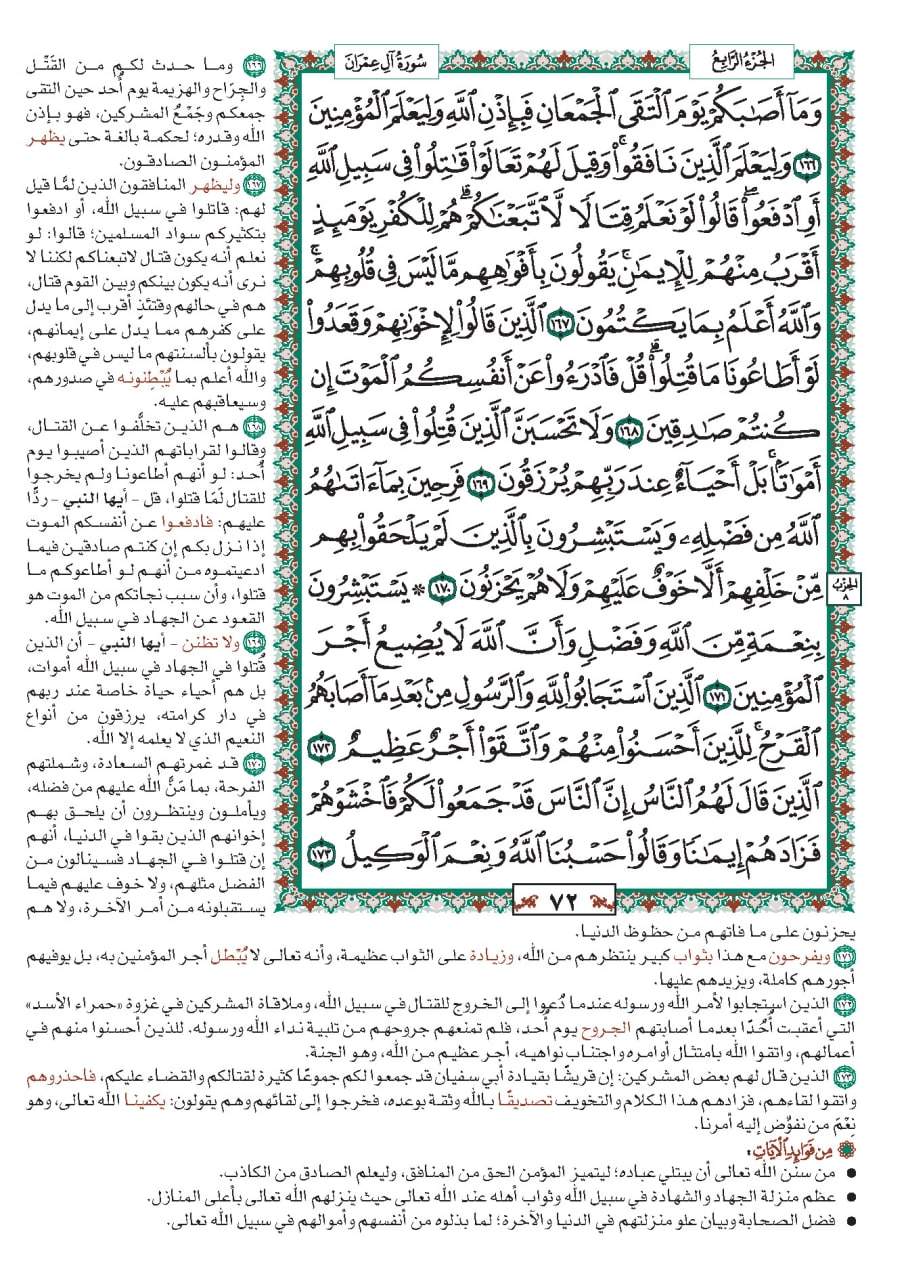 الجُزْءُ الرَّابِعُ
سُورَةُ آلِ عِمْرَانَ
وَمَآ أَصَٰبَكُمْ يَوْمَ ٱلْتَقَى ٱلْجَمْعَانِ فَبِإِذْنِ ٱللَّهِ وَلِيَعْلَمَ ٱلْمُؤْمِنِينَ
١٦٦ وَلِيَعْلَمَ ٱلَّذِينَ نَافَقُوا۟ۚ وَقِيلَ لَهُمْ تَعَالَوْا۟ قَٰتِلُوا۟ فِى سَبِيلِ ٱللَّهِ
أَوِ ٱدْفَعُوا۟ۖ قَالُوا۟ لَوْ نَعْلَمُ قِتَالًا لَّٱتَّبَعْنَٰكُمْۗ هُمْ لِلْكُفْرِ يَوْمَئِذٍ
أَقْرَبُ مِنْهُمْ لِلْإِيمَٰنِۚ يَقُولُونَ بِأَفْوَٰهِهِم مَّا لَيْسَ فِى قُلُوبِهِمْۚ
وَٱللَّهُ أَعْلَمُ بِمَا يَكْتُمُونَ ١٦٧ ٱلَّذِينَ قَالُوا۟ لِإِخْوَٰنِهِمْ وَقَعَدُوا۟
لَوْ أَطَاعُونَا مَا قُتِلُوا۟ۗ قُلْ فَٱدْرَءُوا۟ عَنْ أَنفُسِكُمُ ٱلْمَوْتَ إِن
كُنتُمْ صَٰدِقِينَ ١٦٨ وَلَا تَحْسَبَنَّ ٱلَّذِينَ قُتِلُوا۟ فِى سَبِيلِ ٱللَّهِ
أَمْوَٰتًۢاۚ بَلْ أَحْيَآءٌ عِندَ رَبِّهِمْ يُرْزَقُونَ ١٦٩ فَرِحِينَ بِمَآ ءَاتَىٰهُمُ
ٱللَّهُ مِن فَضْلِهِۦ وَيَسْتَبْشِرُونَ بِٱلَّذِينَ لَمْ يَلْحَقُوا۟ بِهِم
مِّنْ خَلْفِهِمْ أَلَّا خَوْفٌ عَلَيْهِمْ وَلَا هُمْ يَحْزَنُونَ ١٧٠ * يَسْتَبْشِرُونَ
بِنِعْمَةٍ مِّنَ ٱللَّهِ وَفَضْلٍ وَأَنَّ ٱللَّهَ لَا يُضِيعُ أَجْرَ
ٱلْمُؤْمِنِينَ ١٧١ ٱلَّذِينَ ٱسْتَجَابُوا۟ لِلَّهِ وَٱلرَّسُولِ مِنۢ بَعْدِ مَآ أَصَابَهُمُ
ٱلْقَرْحُۚ لِلَّذِينَ أَحْسَنُوا۟ مِنْهُمْ وَٱتَّقَوْا۟ أَجْرٌ عَظِيمٌ ١٧٢
ٱلَّذِينَ قَالَ لَهُمُ ٱلنَّاسُ إِنَّ ٱلنَّاسَ قَدْ جَمَعُوا۟ لَكُمْ فَٱخْشَوْهُمْ
فَزَادَهُمْ إِيمَٰنًا وَقَالُوا۟ حَسْبُنَا ٱللَّهُ وَنِعْمَ ٱلْوَكِيلُ ١٧٣
الحِزْبُ
٨
٧٢
١٦٦ وما حدث لكم من القَتْل
والجِرَاح والهزيمة يوم أُحد حين التقى
جمعكم وجَمْعُ المشركين، فهو بإذن
الله وقدره؛ لحكمة بالغة حتى يظهر
المؤمنون الصادقون.
١٦٧ وليظهر المنافقون الذين لمَّا قيل
لهم: قاتلوا في سبيل الله، أو ادفعوا
بتكثيركم سواد المسلمين؛ قالوا: لو
نعلم أنه يكون قتال لاتبعناكم لكننا لا
نرى أنه يكون بينكم وبين القوم قتال،
هم في حالهم وقتئذٍ أقرب إلى ما يدل
على كفرهم مما يدل على إيمانهم،
يقولون بألسنتهم ما ليس في قلوبهم،
والله أعلم بما يُبْطِنونه في صدورهم،
وسيعاقبهم عليه.
١٦٨ هم الذين تخلَّفوا عن القتال،
وقالوا لقراباتهم الذين أصيبوا يوم
أُحد: لو أنهم أطاعونا ولم يخرجوا
للقتال لَمَا قتلوا، قل – أيها النبي – ردًّا
عليهم: فادفعوا عن أنفسكم الموت
إذا نزل بكم إن كنتم صادقين فيما
ادعيتموه من أنهم لو أطاعوكم ما
قتلوا، وأن سبب نجاتكم من الموت هو
القعود عن الجهاد في سبيل الله.
١٦٩ ولا تظنن – أيها النبي – أن الذين
قُتلوا في الجهاد في سبيل الله أموات،
بل هم أحياء حياة خاصة عند ربهم
في دار كرامته، يرزقون من أنواع
النعيم الذي لا يعلمه إلا الله.
١٧٠ قد غمرتهم السعادة، وشملتهم
الفرحة، بما مَنَّ الله عليهم من فضله،
ويأملون وينتظرون أن يلحق بهم
إخوانهم الذين بقوا في الدنيا، أنهم
إن قتلوا في الجهاد فسينالون من
الفضل مثلهم، ولا خوف عليهم فيما
يستقبلونه من أمر الآخرة، ولا هم
يحزنون على ما فاتهم من حظوظ الدنيا.
١٧١ ويفرحون مع هذا بثواب كبير ينتظرهم من الله، وزيادة على الثواب عظيمة، وأنه تعالى لا يُبْطل أجر المؤمنين به، بل يوفيهم
أجورهم كاملة، ويزيدهم عليها.
١٧٢ الذين استجابوا لأمر الله ورسوله عندما دُعوا إلى الخروج للقتال في سبيل الله، وملاقاة المشركين في غزوة «حمراء الأسد»
التي أعقبت أُحُدًا بعدما أصابتهم الجروح يوم أُحد، فلم تمنعهم جروحهم من تلبية نداء الله ورسوله. للذين أحسنوا منهم في
أعمالهم، واتقوا الله بامتثال أوامره واجتناب نواهيه، أجر عظيم من الله، وهو الجنة.
١٧٣ الذين قال لهم بعض المشركين: إن قريشًا بقيادة أبي سفيان قد جمعوا لكم جموعًا كثيرة لقتالكم والقضاء عليكم، فاحذروهم
واتقوا لقاءهم، فزادهم هذا الكلام والتخويف تصديقًا بالله وثقة بوعده، فخرجوا إلى لقائهم وهم يقولون: يكفينا الله تعالى، وهو
نِعْمَ من نفوِّض إليه أمرنا.
مِن فَوَائِدِ الآيَاتِ:
• من سنن الله تعالى أن يبتلي عباده؛ ليتميز المؤمن الحق من المنافق، وليعلم الصادق من الكاذب.
• عظم منزلة الجهاد والشهادة في سبيل الله وثواب أهله عند الله تعالى حيث ينزلهم الله تعالى بأعلى المنازل.
• فضل الصحابة وبيان علو منزلتهم في الدنيا والآخرة؛ لما بذلوه من أنفسهم وأموالهم في سبيل الله تعالى.